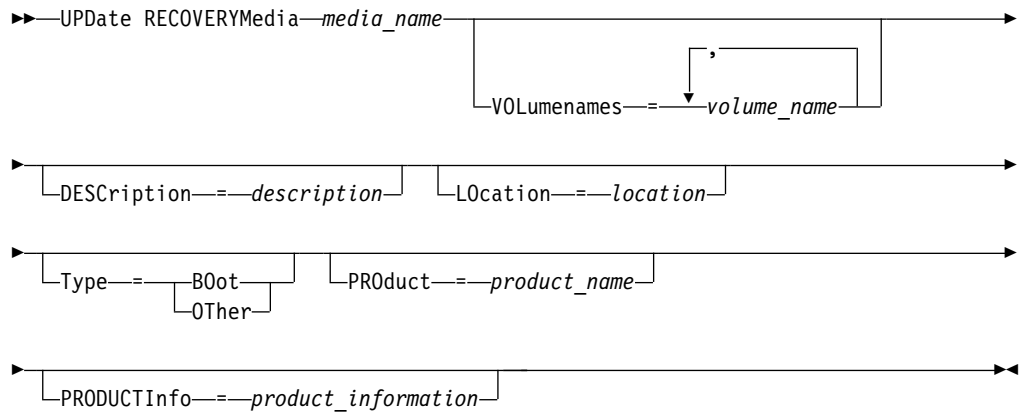 UPDate RECOVERYMedia media_name
,
VOLumenames = volume_name
DESCription = description LOcation = location
Type = BOot PROduct = product_name
OTher
PRODUCTInfo = product_information